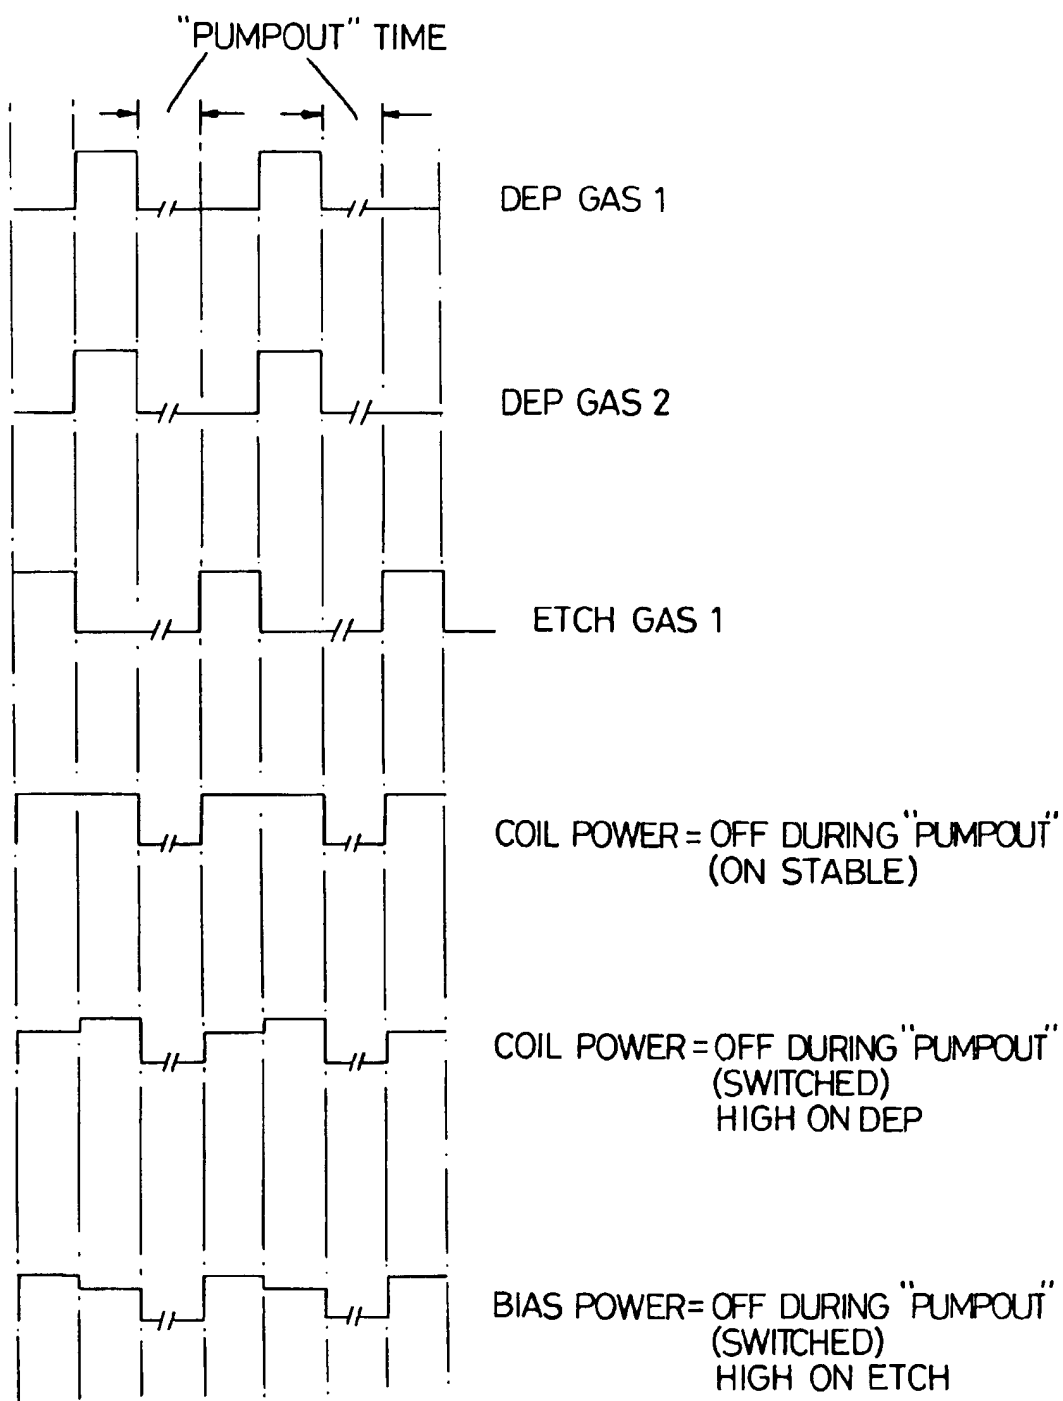 "PUMPOUT" TIME
DEP GAS 1
DEP GAS 2
ETCH GAS 1
COIL POWER = OFF DURING "PUMPOUT"
(ON STABLE)
COIL POWER = OFF DURING "PUMPOUT"
(SWITCHED)
HIGH ON DEP
BIAS POWER = OFF DURING "PUMPOUT"
(SWITCHED)
HIGH ON ETCH